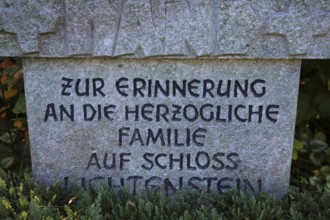 ZUR ERINNERUNG
AN DIE HERZOGLICHE
FAMILIE
AUF SCHLOSS
LICHTENSTEIN